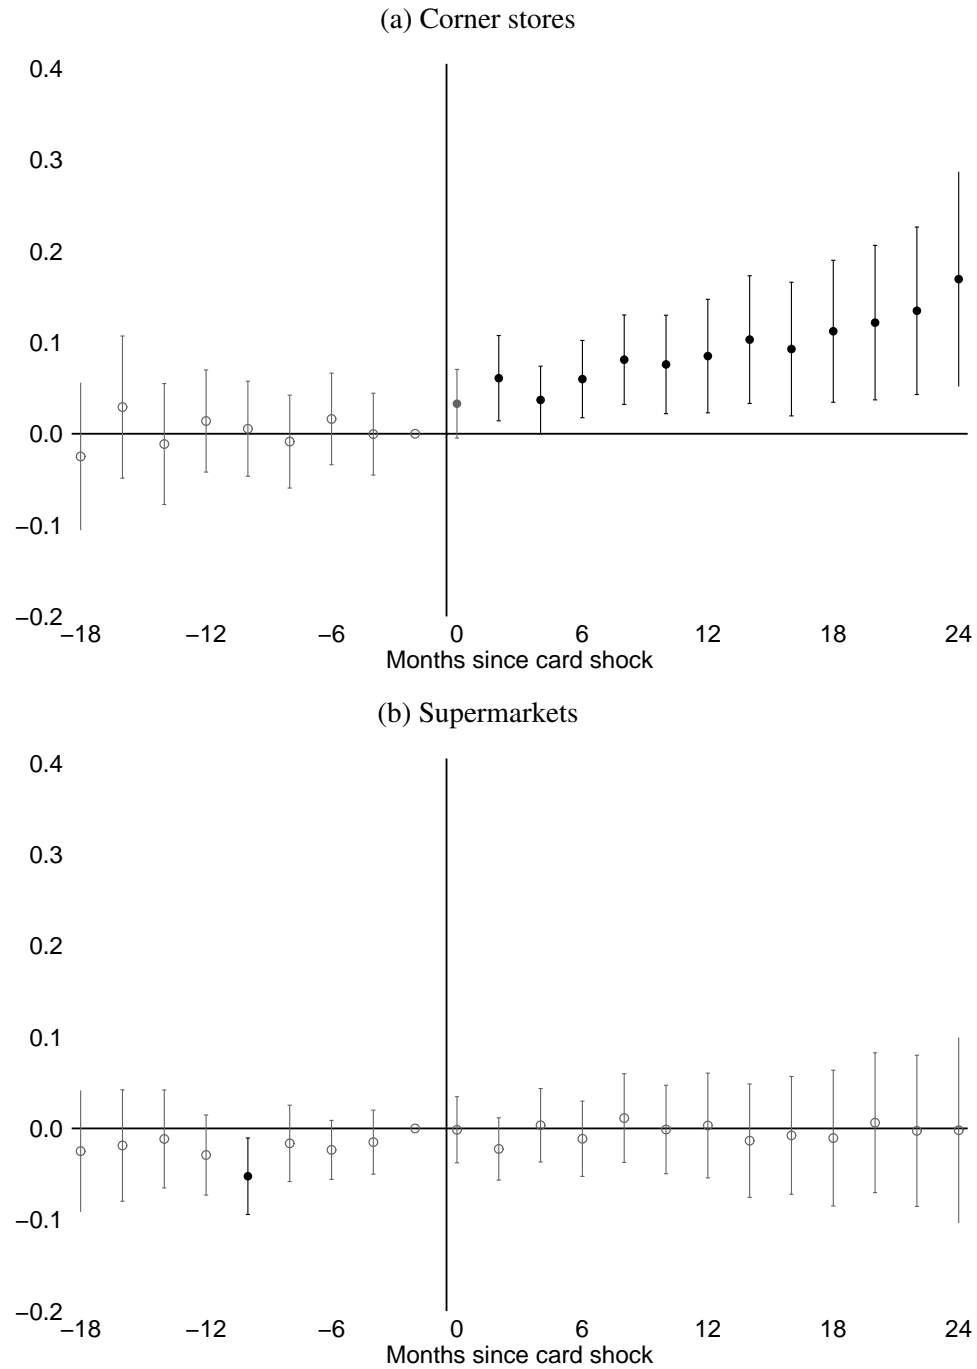 (a) Corner stores
0.4
0.3
0.2
0.1
0.0
−0.1
−0.2
−18 −12 −6 0 6 12 18 24
Months since card shock
(b) Supermarkets
0.4
0.3
0.2
0.1
0.0
−0.1
−0.2
−18 −12 −6 0 6 12 18 24
Months since card shock